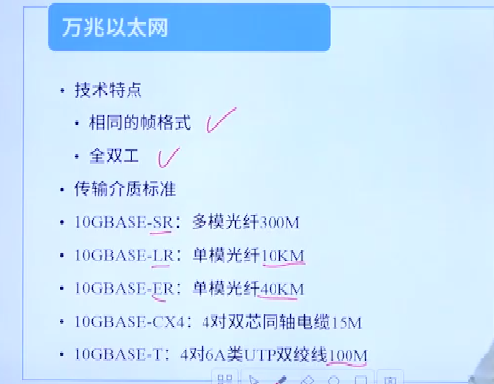 万兆以太网
• 技术特点
• 相同的帧格式
• 全双工
• 传输介质标准
• 10GBASE-SR：多模光纤300M
• 10GBASE-LR：单模光纤10KM
• 10GBASE-ER：单模光纤40KM
• 10GBASE-CX4：4对双芯同轴电缆15M
• 10GBASE-T：4对6A类UTP双绞线100M